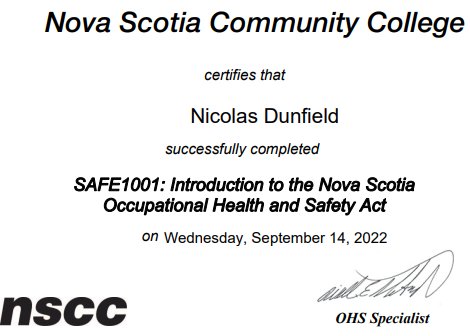 Nova Scotia Community College
certifies that
Nicolas Dunfield
successfully completed
SAFE1001: Introduction to the Nova Scotia
Occupational Health and Safety Act
on Wednesday, September 14, 2022
nscc
OHS Specialist